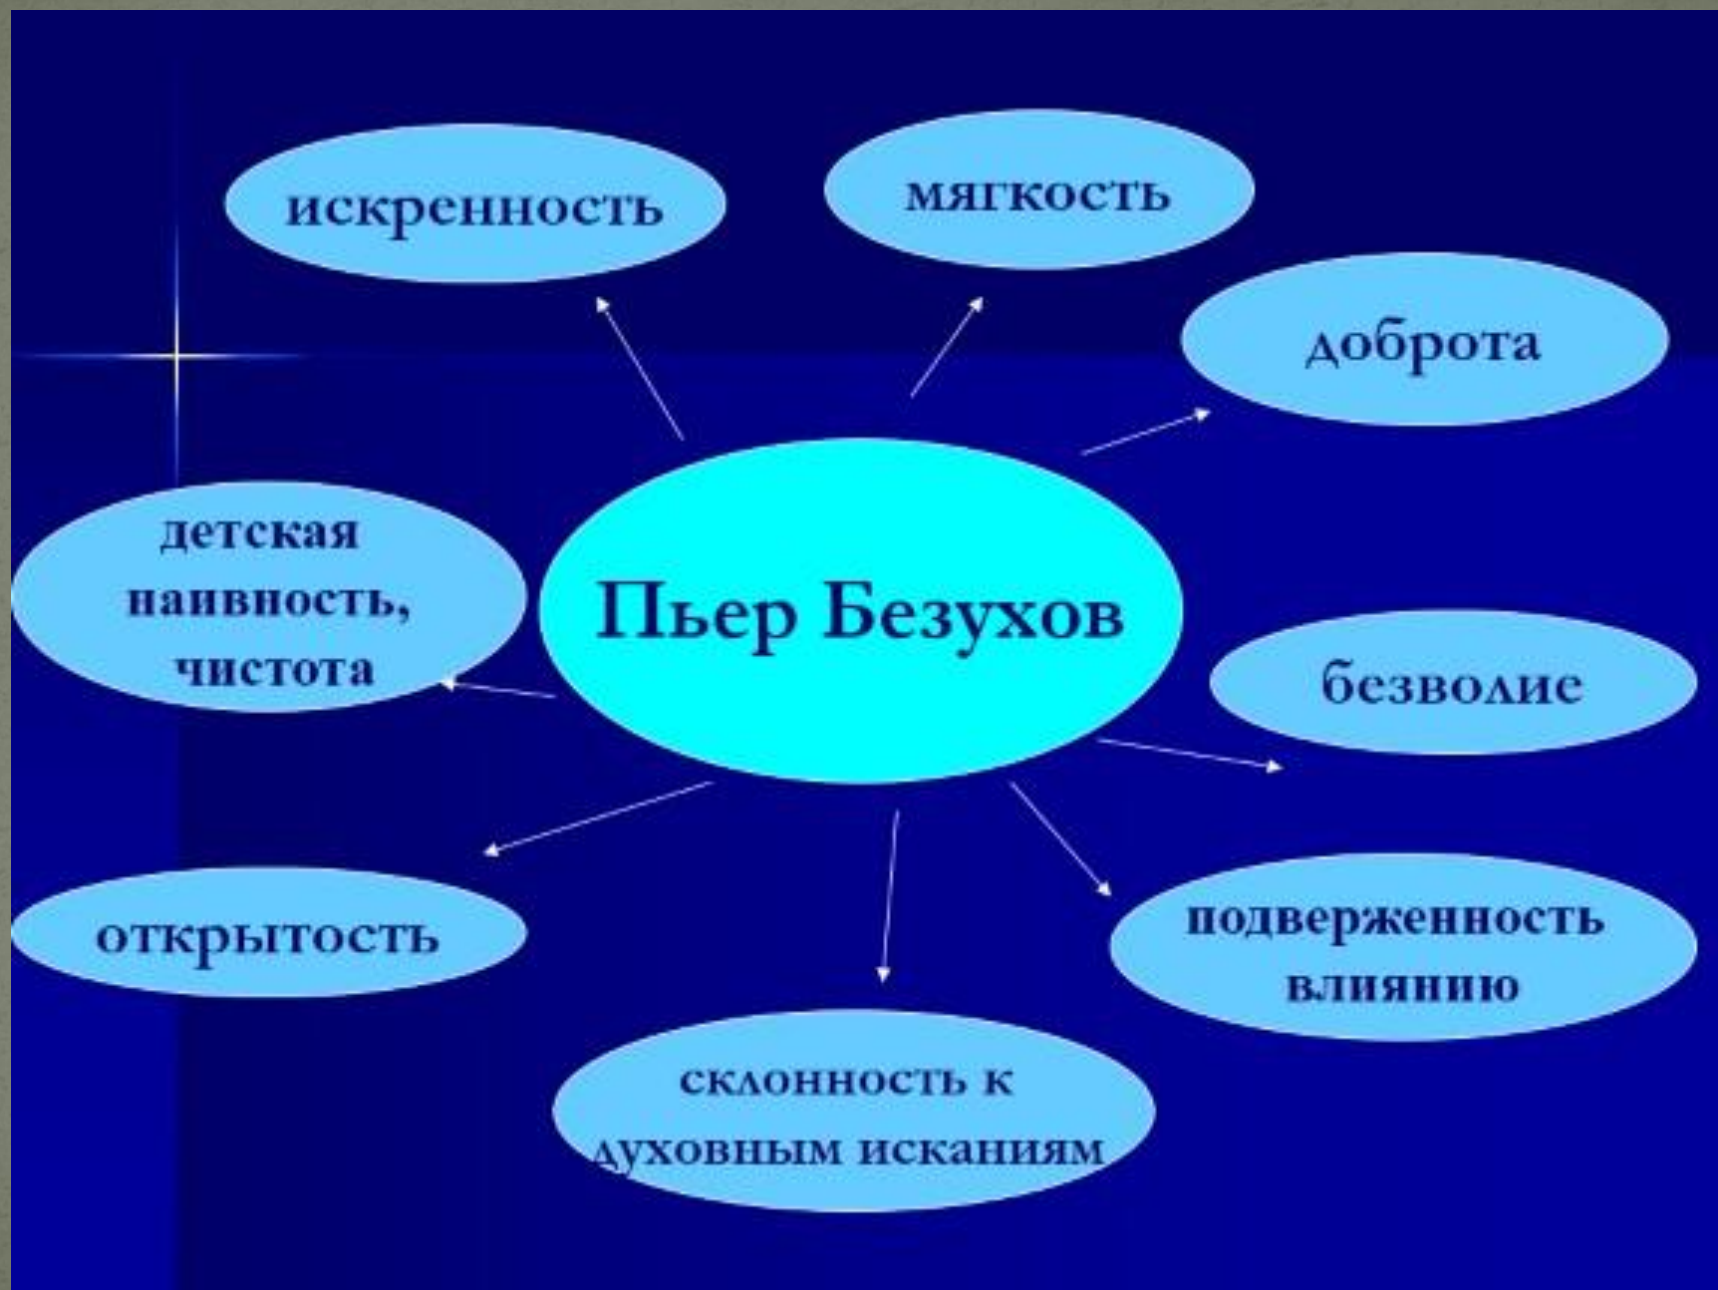 искренность
мягкость
доброта
детская
наивность,
чистота
Пьер Безухов
безволие
открытость
подверженность
влиянию
склонность к
духовным исканиям